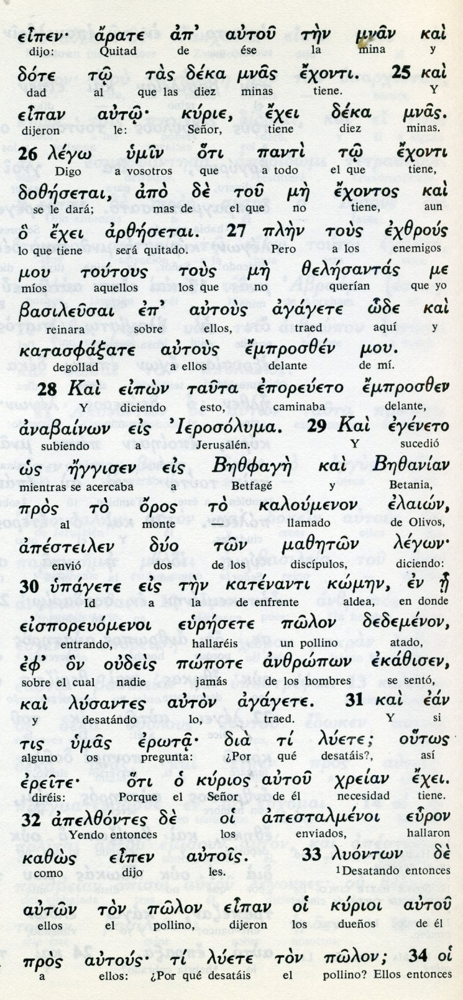 εἶπεν· ἄρατε ἀπ' αὐτοῦ τὴν μνᾶν καὶ
dijo: Quitad de ése la mina y
δότε τῷ τὰς δέκα μνᾶς ἔχοντι. 25 καὶ
dad al que las diez minas tiene. Y
εἶπαν αὐτῷ· κύριε, ἔχει δέκα μνᾶς.
dijeron le: Señor, tiene diez minas.
26 λέγω ὑμῖν ὅτι παντὶ τῷ ἔχοντι
Digo a vosotros que a todo el que tiene,
δοθήσεται, ἀπὸ δὲ τοῦ μὴ ἔχοντος καὶ
se le dará; mas de el que no tiene, aun
ὃ ἔχει ἀρθήσεται. 27 πλὴν τοὺς ἐχθρούς
lo que tiene será quitado. Pero a los enemigos
μου τούτους τοὺς μὴ θελήσαντάς με
míos aquellos los que no querían que yo
βασιλεῦσαι ἐπ' αὐτοὺς ἀγάγετε ὧδε καὶ
reinara sobre ellos, traed aquí y
κατασφάξατε αὐτοὺς ἔμπροσθέν μου.
degollad a ellos delante de mí.
28 Καὶ εἰπὼν ταῦτα ἐπορεύετο ἔμπροσθεν
Y diciendo esto, caminaba delante,
ἀναβαίνων εἰς Ἱεροσόλυμα. 29 Καὶ ἐγένετο
subiendo a Jerusalén. Y sucedió
ὡς ἤγγισεν εἰς Βηθφαγὴ καὶ Βηθανίαν
mientras se acercaba a Betfagé y Betania,
πρὸς τὸ ὄρος τὸ καλούμενον ἐλαιών,
al monte — llamado de Olivos,
ἀπέστειλεν δύο τῶν μαθητῶν λέγων·
envió dos de los discípulos, diciendo:
30 ὑπάγετε εἰς τὴν κατέναντι κώμην, ἐν ᾗ
Id a la de enfrente aldea, en donde
εἰσπορευόμενοι εὑρήσετε πῶλον δεδεμένον,
entrando, hallaréis un pollino atado,
ἐφ' ὃν οὐδεὶς πώποτε ἀνθρώπων ἐκάθισεν,
sobre el cual nadie jamás de los hombres se sentó,
καὶ λύσαντες αὐτὸν ἀγάγετε. 31 καὶ ἐάν
y desatándo lo, traed. Y si
τις ὑμᾶς ἐρωτᾷ· διὰ τί λύετε; οὕτως
alguno os pregunta: ¿Por qué desatáis?, así
ἐρεῖτε· ὅτι ὁ κύριος αὐτοῦ χρείαν ἔχει.
diréis: Porque el Señor de él necesidad tiene.
32 ἀπελθόντες δὲ οἱ ἀπεσταλμένοι εὗρον
Yendo entonces los enviados, hallaron
καθὼς εἶπεν αὐτοῖς. 33 λυόντων δὲ
como dijo les. 1 Desatando entonces
αὐτῶν τὸν πῶλον εἶπαν οἱ κύριοι αὐτοῦ
ellos el pollino, dijeron los dueños de él
πρὸς αὐτούς· τί λύετε τὸν πῶλον; 34 οἱ
a ellos: ¿Por qué desatáis el pollino? Ellos entonces